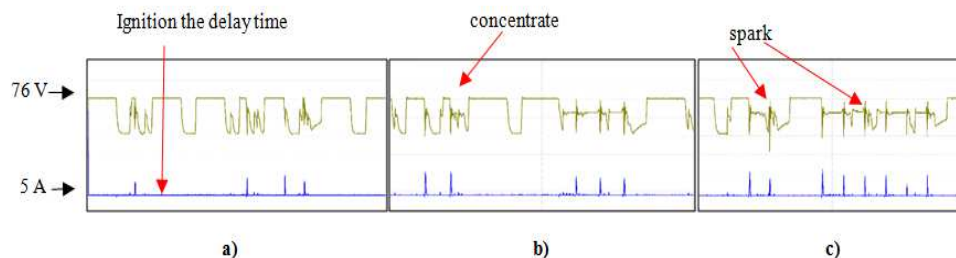 Ignition the delay time
concentrate
spark
76 V
5 A
a)
b)
c)